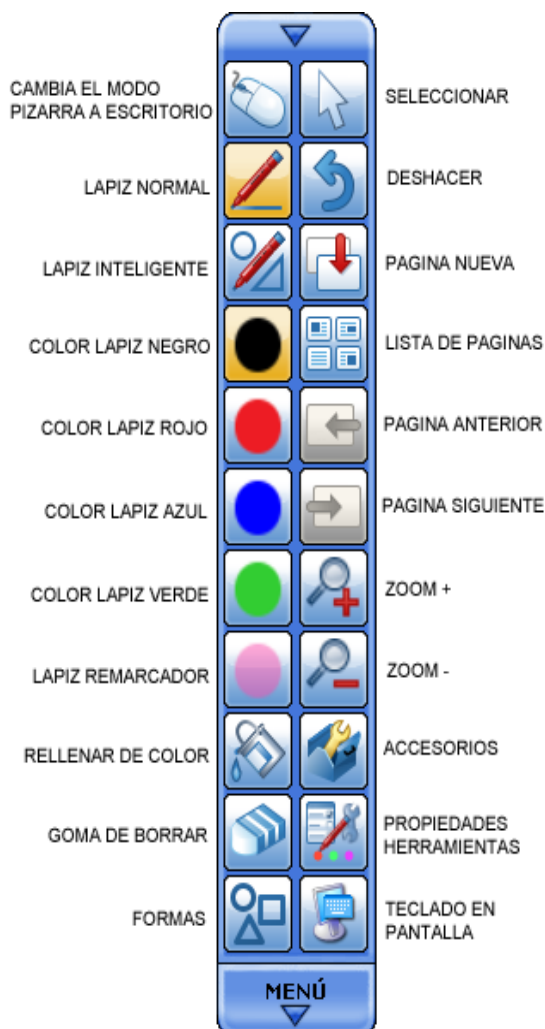 CAMBIA EL MODO
PIZARRA A ESCRITORIO
SELECCIONAR
LAPIZ NORMAL
DESHACER
LAPIZ INTELIGENTE
PAGINA NUEVA
COLOR LAPIZ NEGRO
LISTA DE PAGINAS
COLOR LAPIZ ROJO
PAGINA ANTERIOR
COLOR LAPIZ AZUL
PAGINA SIGUIENTE
COLOR LAPIZ VERDE
ZOOM +
LAPIZ REMARCADOR
ZOOM -
RELLENAR DE COLOR
ACCESORIOS
GOMA DE BORRAR
PROPIEDADES
HERRAMIENTAS
FORMAS
TECLADO EN
PANTALLA
MENÚ